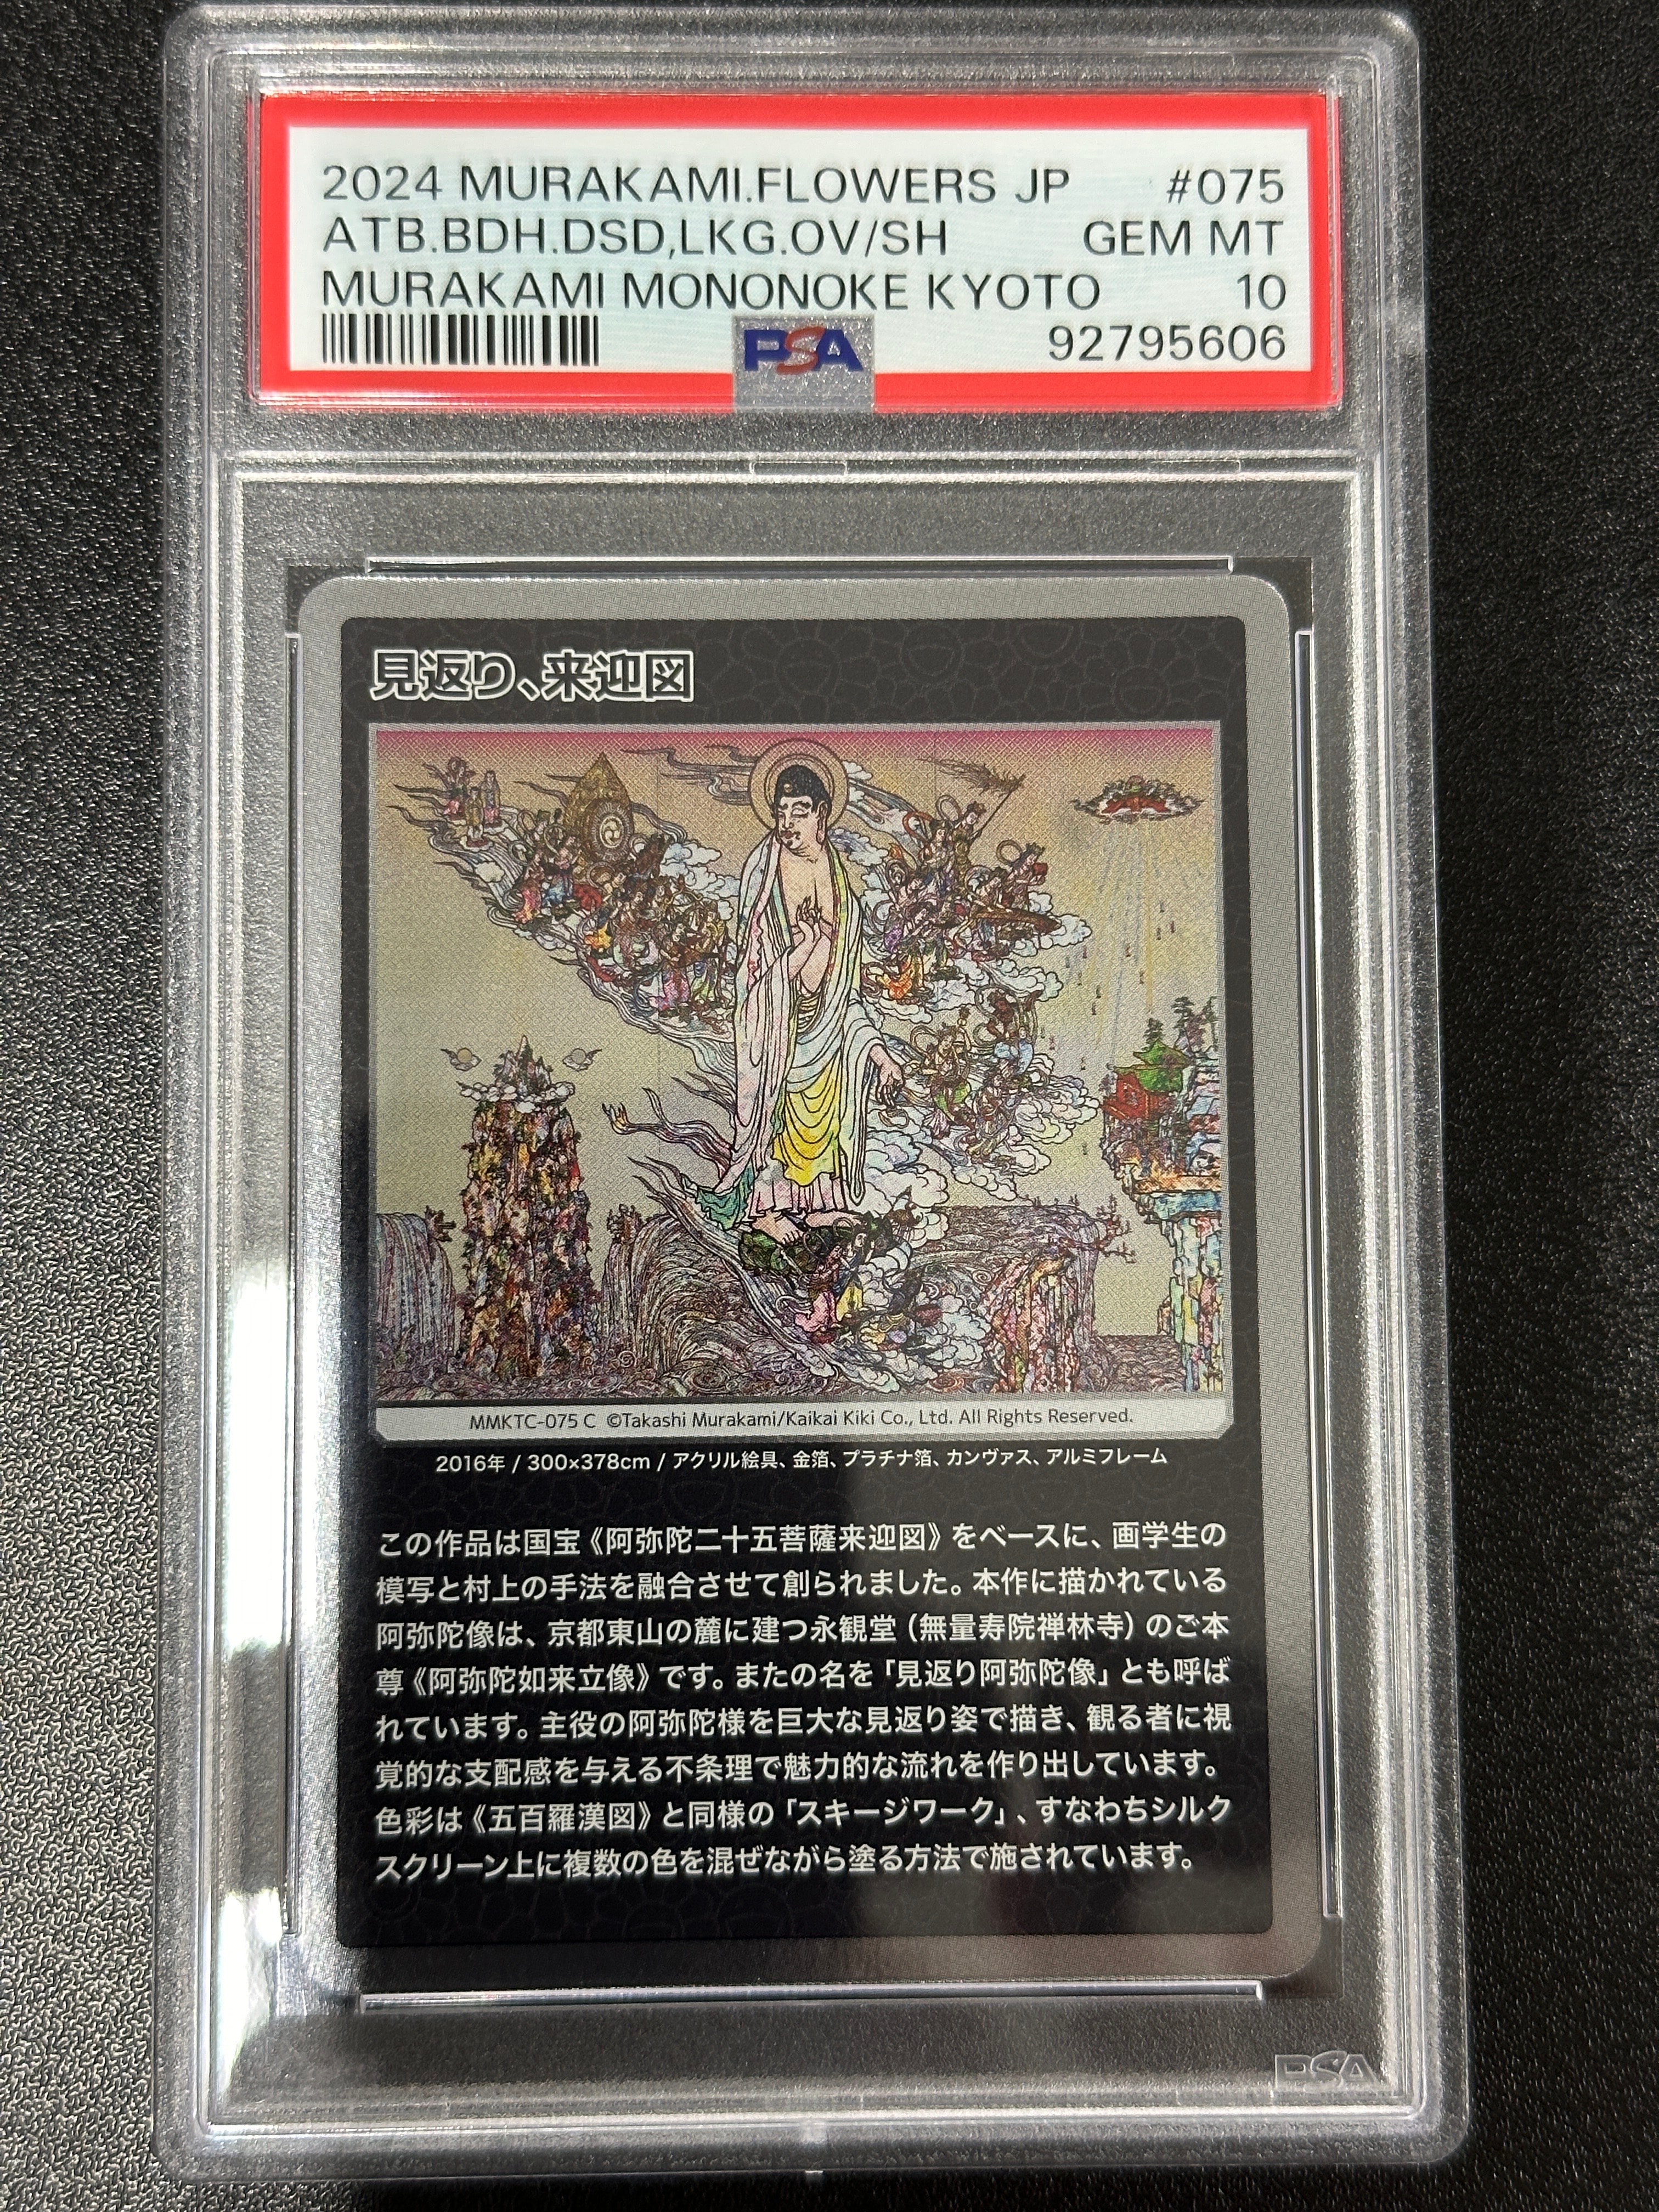 2024 MURAKAMI.FLOWERS JP #075
ATB.BDH.DSD,LKG.OV/SH GEM MT
MURAKAMI MONONOKE KYOTO 10
PSA 92795606
見返り、来迎図
MMKTC-075 C ©Takashi Murakami/Kaikai Kiki Co., Ltd. All Rights Reserved.
2016年 / 300×378cm / アクリル絵具、金箔、プラチナ箔、カンヴァス、アルミフレーム
この作品は国宝《阿弥陀二十五菩薩来迎図》をベースに、画学生の
模写と村上の手法を融合させて創られました。本作に描かれている
阿弥陀像は、京都東山の麓に建つ永観堂（無量寿院禅林寺）のご本
尊《阿弥陀如来立像》です。またの名を「見返り阿弥陀像」とも呼ば
れています。主役の阿弥陀様を巨大な見返り姿で描き、観る者に視
覚的な支配感を与える不条理で魅力的な流れを作り出しています。
色彩は《五百羅漢図》と同様の「スキージワーク」、すなわちシルク
スクリーン上に複数の色を混ぜながら塗る方法で施されています。
PSA